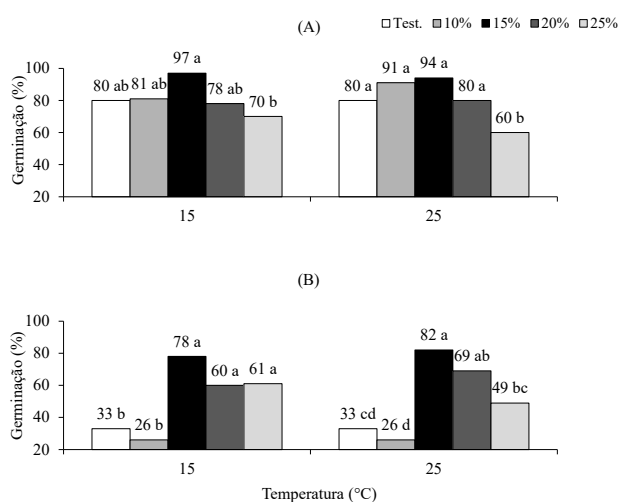 (A)
Test. 10% 15% 20% 25%
Germinação (%)
100
80
60
40
20
80 ab 81 ab 97 a 78 ab 70 b
80 a 91 a 94 a 80 a 60 b
15 25
(B)
Germinação (%)
100
80
60
40
20
33 b 26 b 78 a 60 a 61 a
33 cd 26 d 82 a 69 ab 49 bc
15 25
Temperatura (°C)